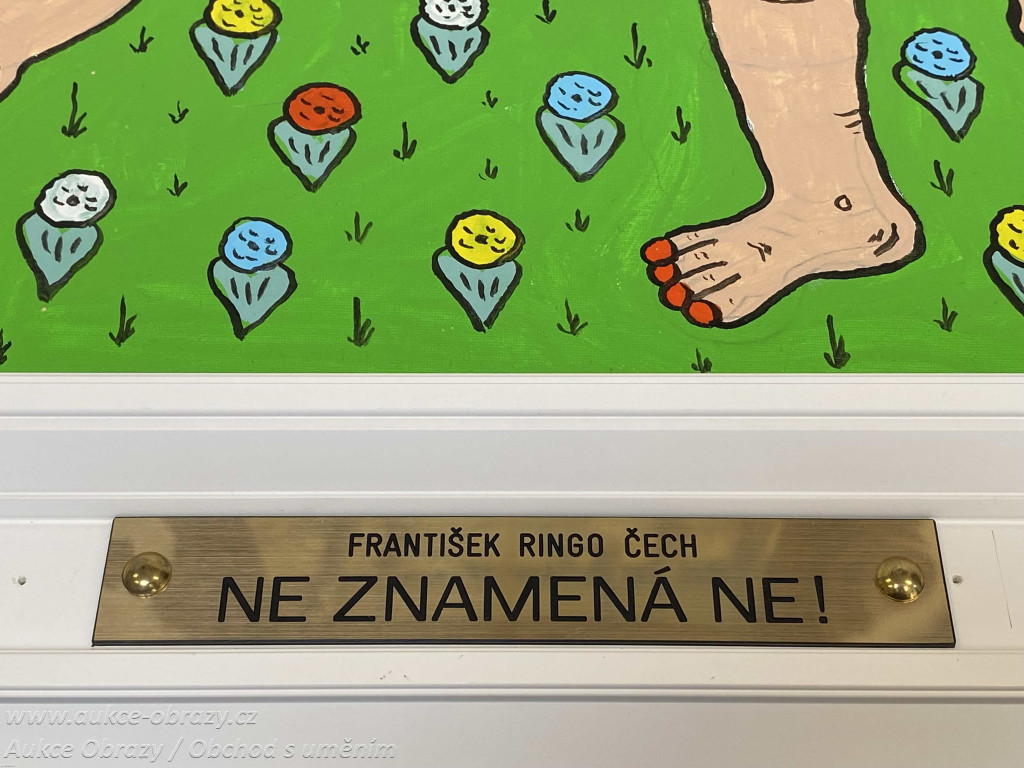 FRANTIŠEK RINGO ČECH
NE ZNAMENÁ NE!
www.aukce-obrazy.cz
Aukce Obrazy / Obchod s uměním